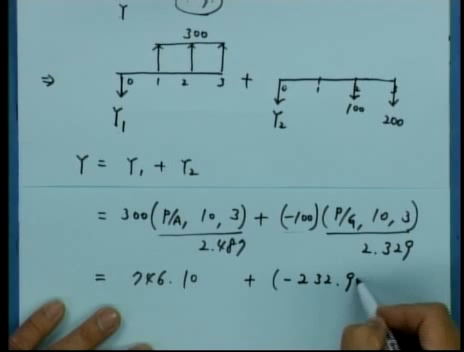 Y
300
⇒ 0 1 2 3 + 0 1 2 3
Y₁ Y₂ 100 200
Y = Y₁ + Y₂
= 300 (P/A, 10, 3) + (-100) (P/G, 10, 3)
2.487 2.329
= 746.10 + (-232.9